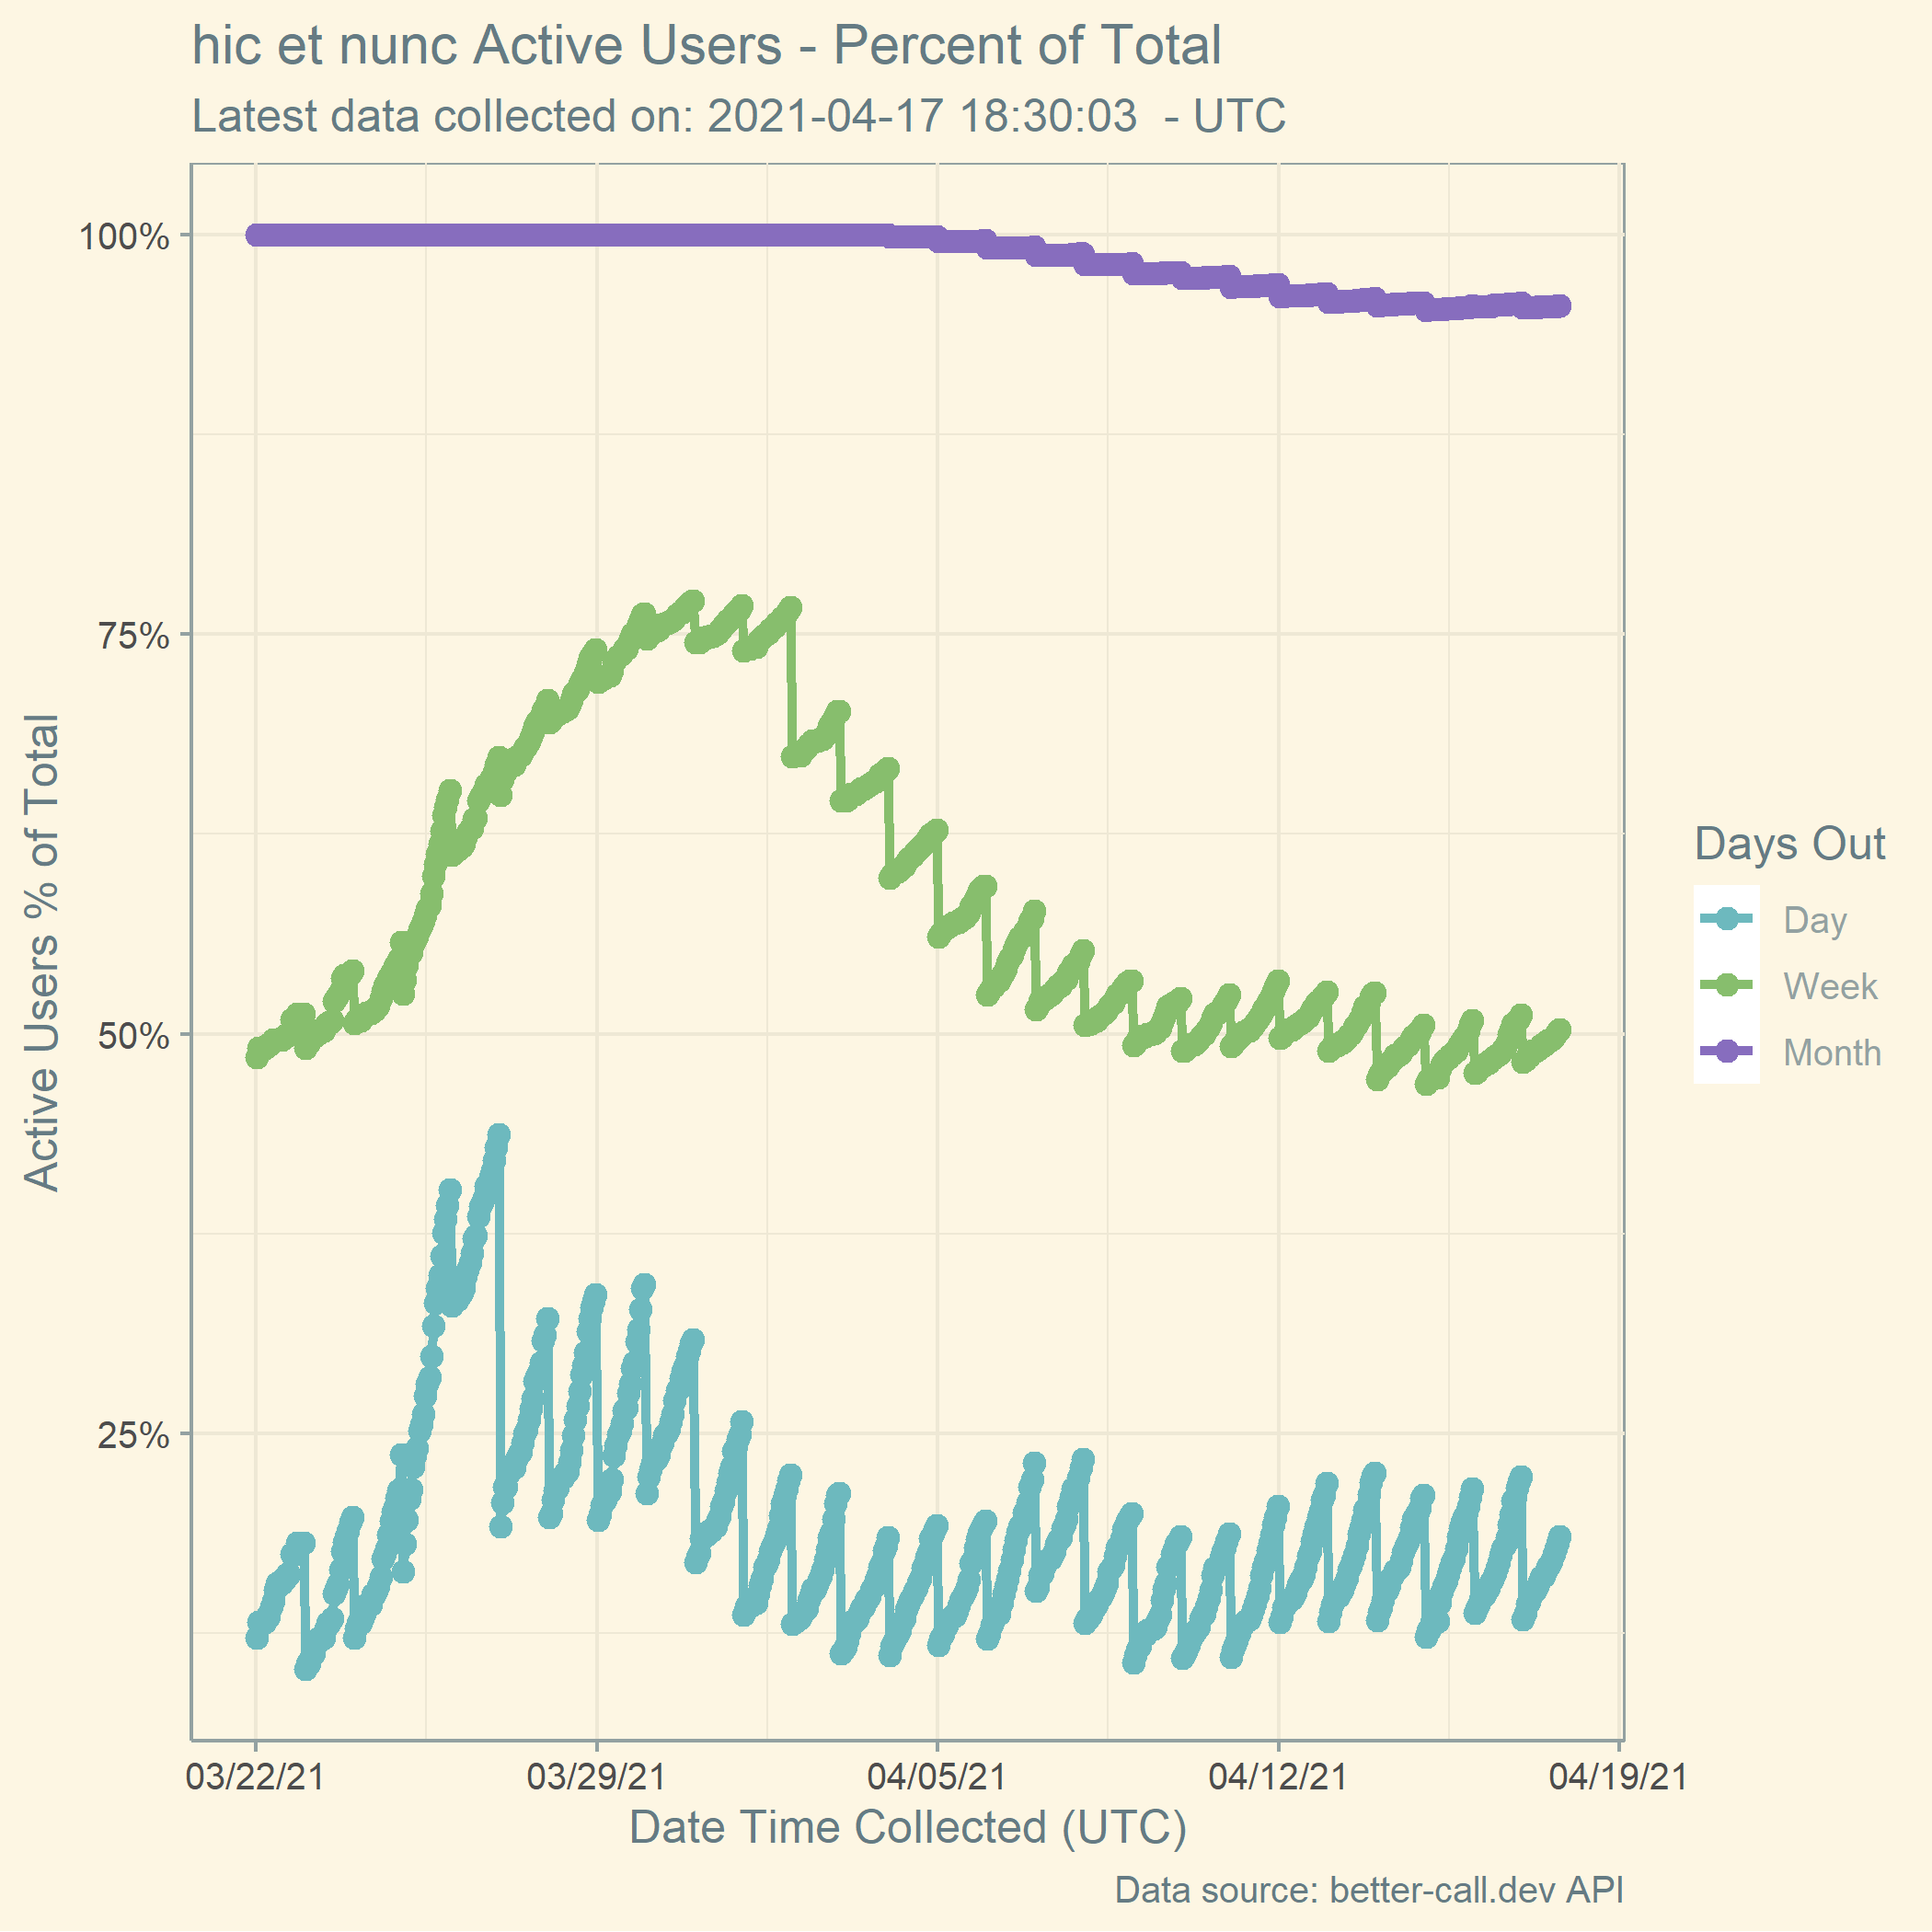 hic et nunc Active Users - Percent of Total
Latest data collected on: 2021-04-17 18:30:03  - UTC
Active Users % of Total
100%
75%
50%
25%
03/22/21
03/29/21
04/05/21
04/12/21
04/19/21
Date Time Collected (UTC)
Days Out
Day
Week
Month
Data source: better-call.dev API